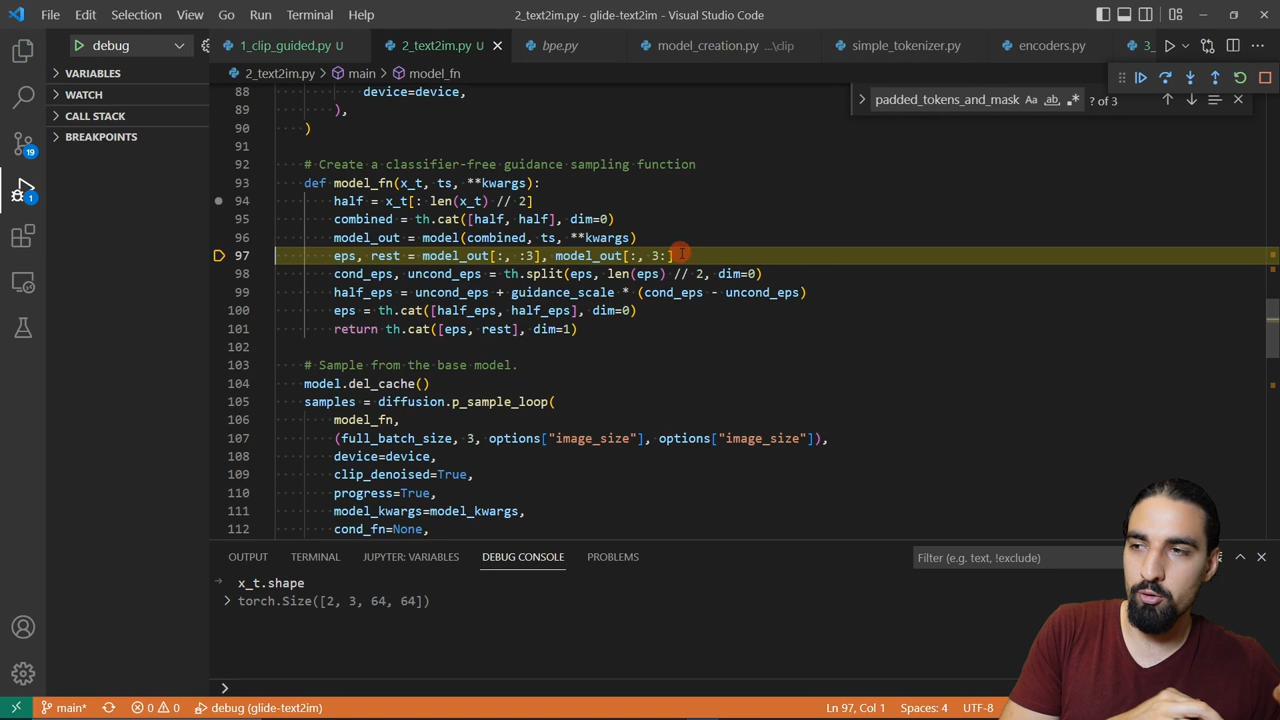 File Edit Selection View Go Run Terminal Help 2_text2im.py - glide-text2im - Visual Studio Code
debug 1_clip_guided.py U 2_text2im.py U bpe.py model_creation.py ...\clip simple_tokenizer.py encoders.py 3_
VARIABLES
WATCH
CALL STACK
BREAKPOINTS
2_text2im.py > main > model_fn
padded_tokens_and_mask Aa ab ? of 3
88 device=device,
89 ),
90 )
91
92 # Create a classifier-free guidance sampling function
93 def model_fn(x_t, ts, **kwargs):
94 half = x_t[: len(x_t) // 2]
95 combined = th.cat([half, half], dim=0)
96 model_out = model(combined, ts, **kwargs)
97 eps, rest = model_out[:, :3], model_out[:, 3:]
98 cond_eps, uncond_eps = th.split(eps, len(eps) // 2, dim=0)
99 half_eps = uncond_eps + guidance_scale * (cond_eps - uncond_eps)
100 eps = th.cat([half_eps, half_eps], dim=0)
101 return th.cat([eps, rest], dim=1)
102
103 # Sample from the base model.
104 model.del_cache()
105 samples = diffusion.p_sample_loop(
106 model_fn,
107 (full_batch_size, 3, options["image_size"], options["image_size"]),
108 device=device,
109 clip_denoised=True,
110 progress=True,
111 model_kwargs=model_kwargs,
112 cond_fn=None,
OUTPUT TERMINAL JUPYTER: VARIABLES DEBUG CONSOLE PROBLEMS Filter (e.g. text, !exclude)
x_t.shape
torch.Size([2, 3, 64, 64])
19
1
main* 0 0 debug (glide-text2im) Ln 97, Col 1 Spaces: 4 UTF-8